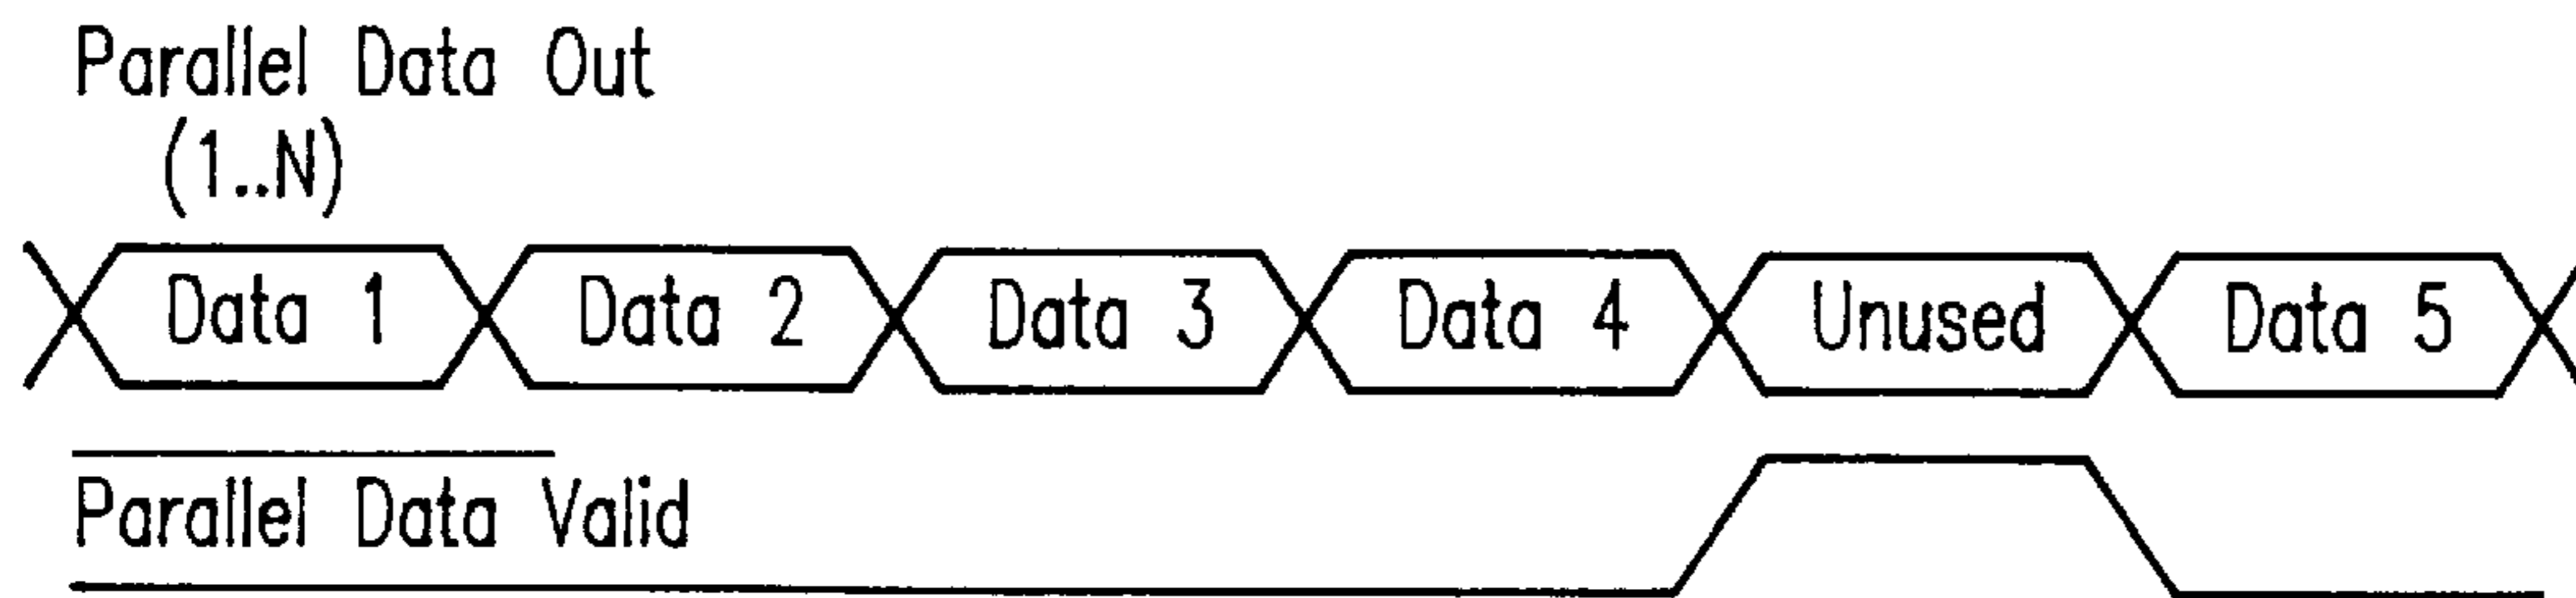 Parallel Data Out
(1..N)
Data 1 Data 2 Data 3 Data 4 Unused Data 5
Parallel Data Valid